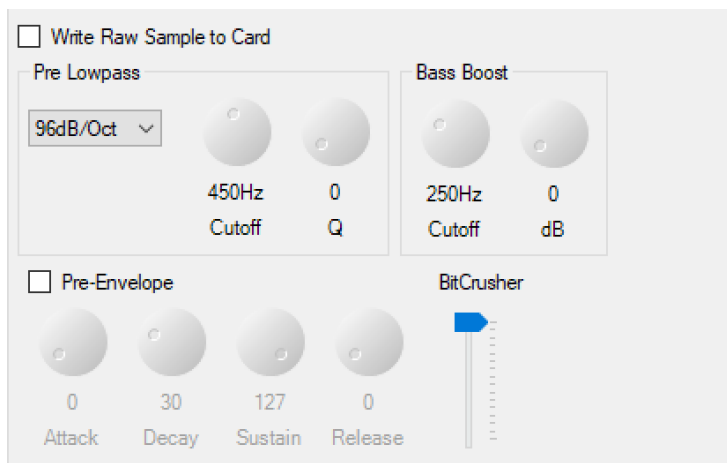 Write Raw Sample to Card
Pre Lowpass
Bass Boost
96dB/Oct
450Hz
0
250Hz
0
Cutoff
Q
Cutoff
dB
Pre-Envelope
BitCrusher
0
30
127
0
Attack
Decay
Sustain
Release